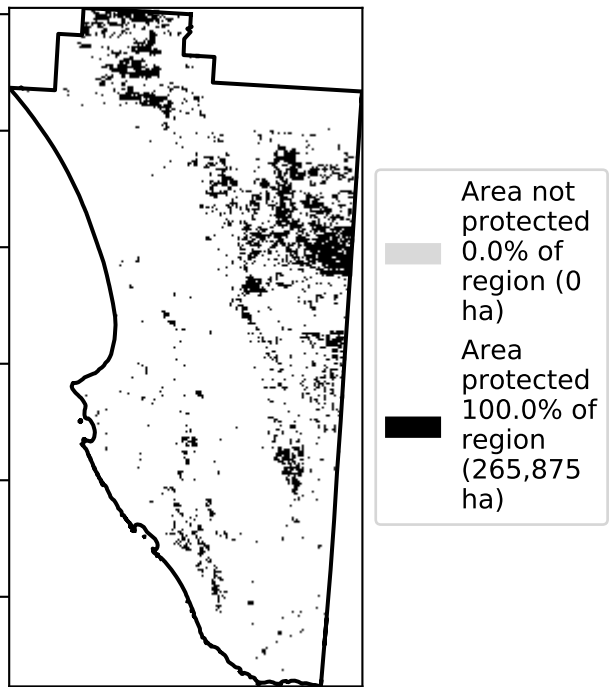 Area not
protected
0.0% of
region (0
ha)
Area
protected
100.0% of
region
(265,875
ha)